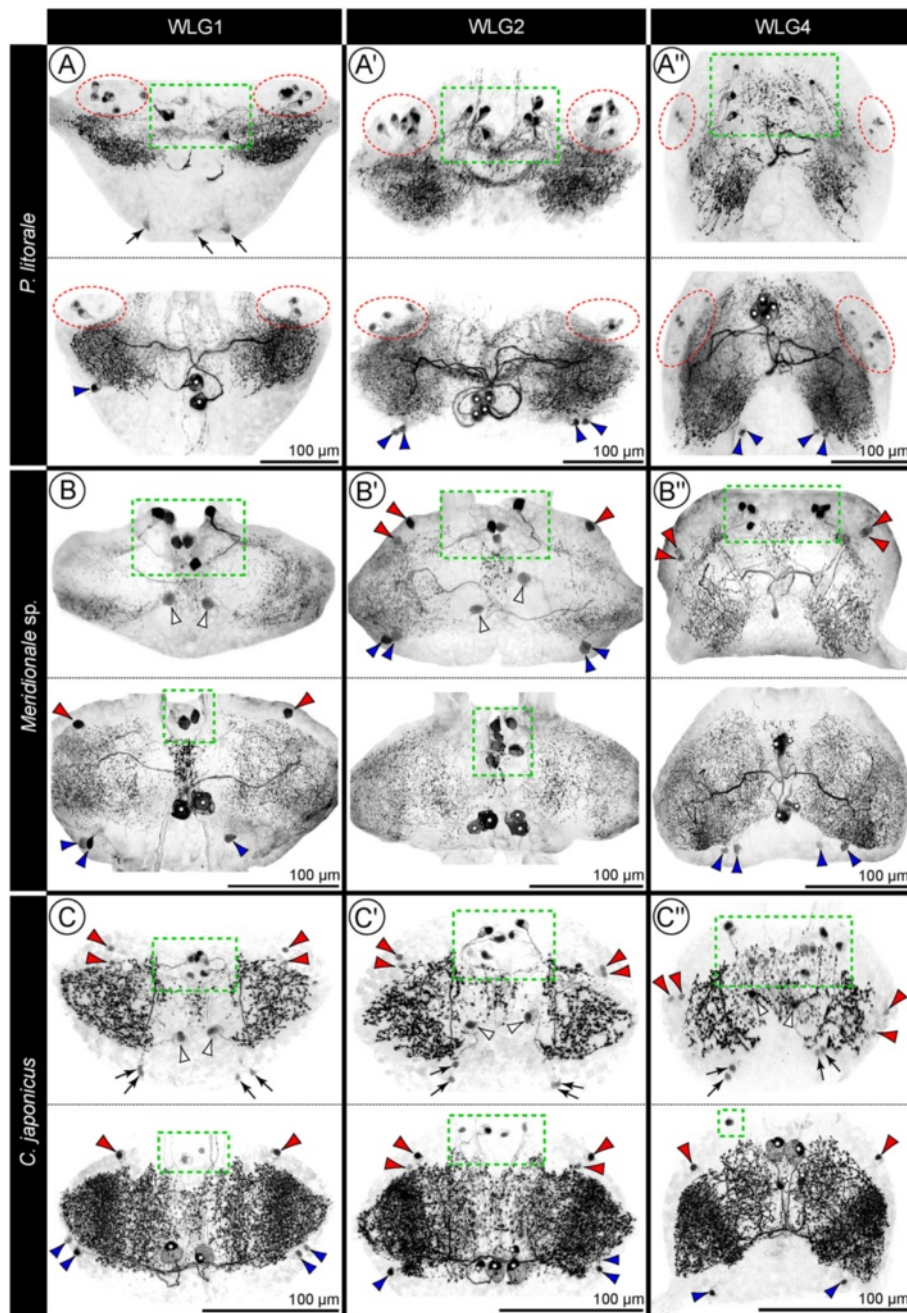 WLG1 WLG2 WLG4
P. litorale
A A' A"
100 µm 100 µm 100 µm
Meridionale sp.
B B' B"
100 µm 100 µm 100 µm
C. japonicus
C C' C"
100 µm 100 µm 100 µm